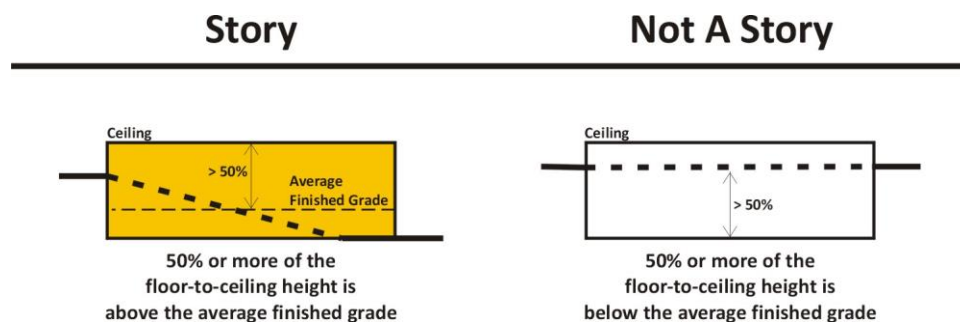 Story
Not A Story
Ceiling
> 50%
Average
Finished Grade
50% or more of the
floor-to-ceiling height is
above the average finished grade
Ceiling
> 50%
50% or more of the
floor-to-ceiling height is
below the average finished grade